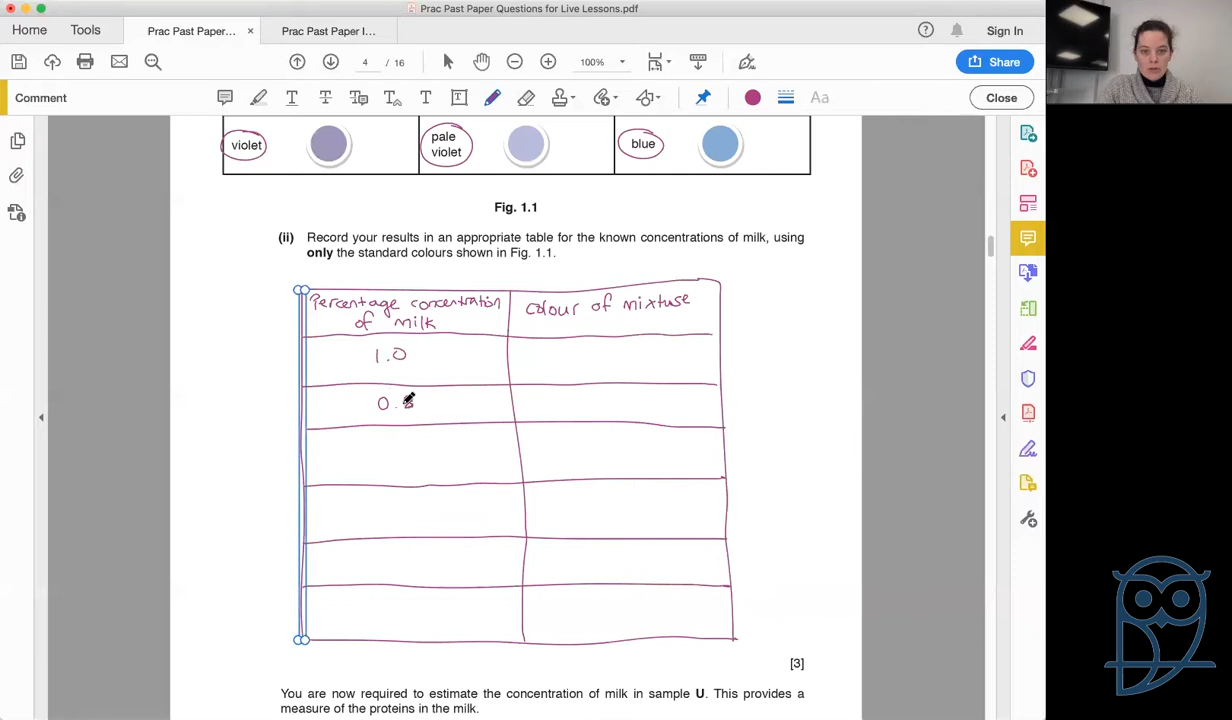 Prac Past Paper Questions for Live Lessons.pdf
Home
Tools
Prac Past Paper... ×
Prac Past Paper I...
? Sign In
4 / 16
100%
Share
Comment
Aa
Close
violet
pale
violet
blue
Fig. 1.1
(ii) Record your results in an appropriate table for the known concentrations of milk, using
only the standard colours shown in Fig. 1.1.
Percentage concentration
of milk
colour of mixture
1.0
0.
[3]
You are now required to estimate the concentration of milk in sample U. This provides a
measure of the proteins in the milk.